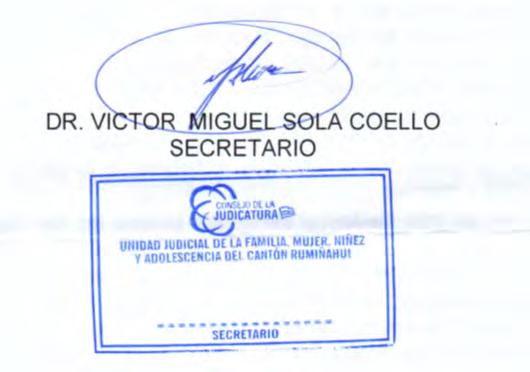 DR. VICTOR MIGUEL SOLA COELLO
SECRETARIO
CONSEJO DE LA
JUDICATURA
UNIDAD JUDICIAL DE LA FAMILIA, MUJER, NIÑEZ
Y ADOLESCENCIA DEL CANTÓN RUMIÑAHUI
SECRETARIO